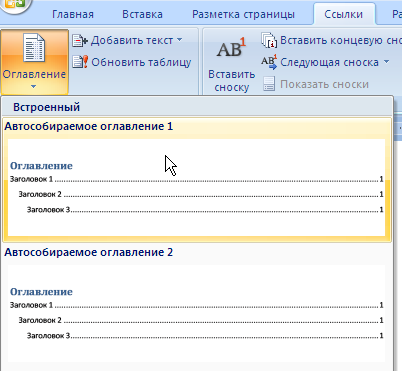 Главная Вставка Разметка страницы Ссылки
Оглавление
Добавить текст
Обновить таблицу
AB1
Вставить сноску
Вставить концевую
Следующая сноска
Показать сноски
Встроенный
Автособираемое оглавление 1
Оглавление
Заголовок 1 1
Заголовок 2 1
Заголовок 3 1
Автособираемое оглавление 2
Оглавление
Заголовок 1 1
Заголовок 2 1
Заголовок 3 1